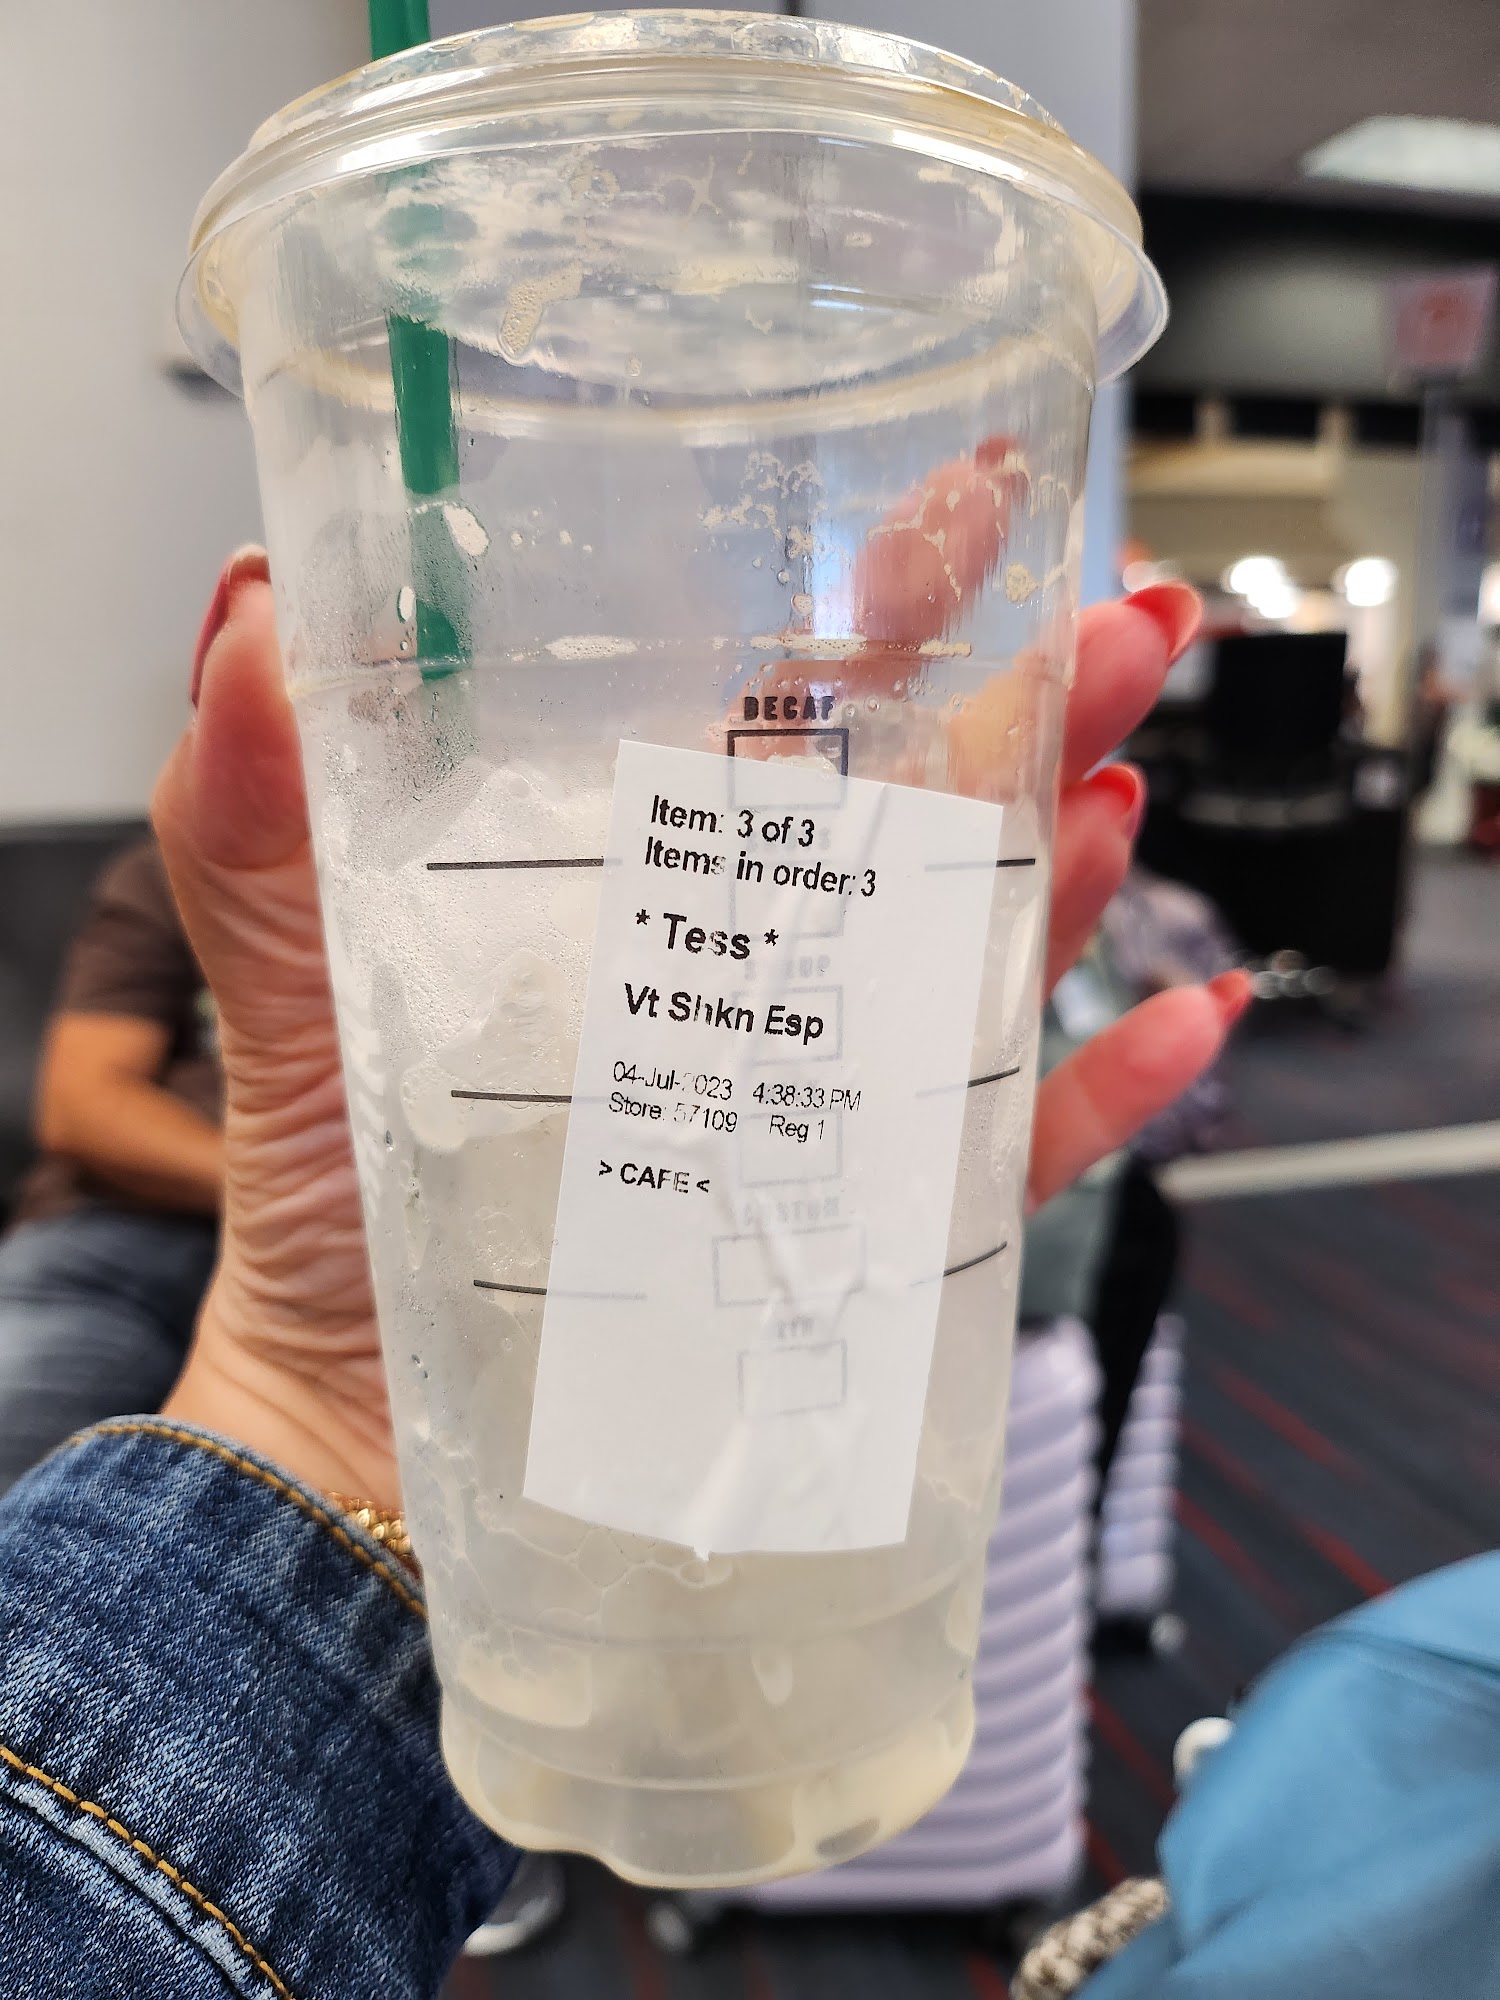 DECAF
Item: 3 of 3
Items in order: 3
* Tess *
Vt Shkn Esp
04-Jul-2023 4:38:33 PM
Store: 57109 Reg 1
> CAFE <